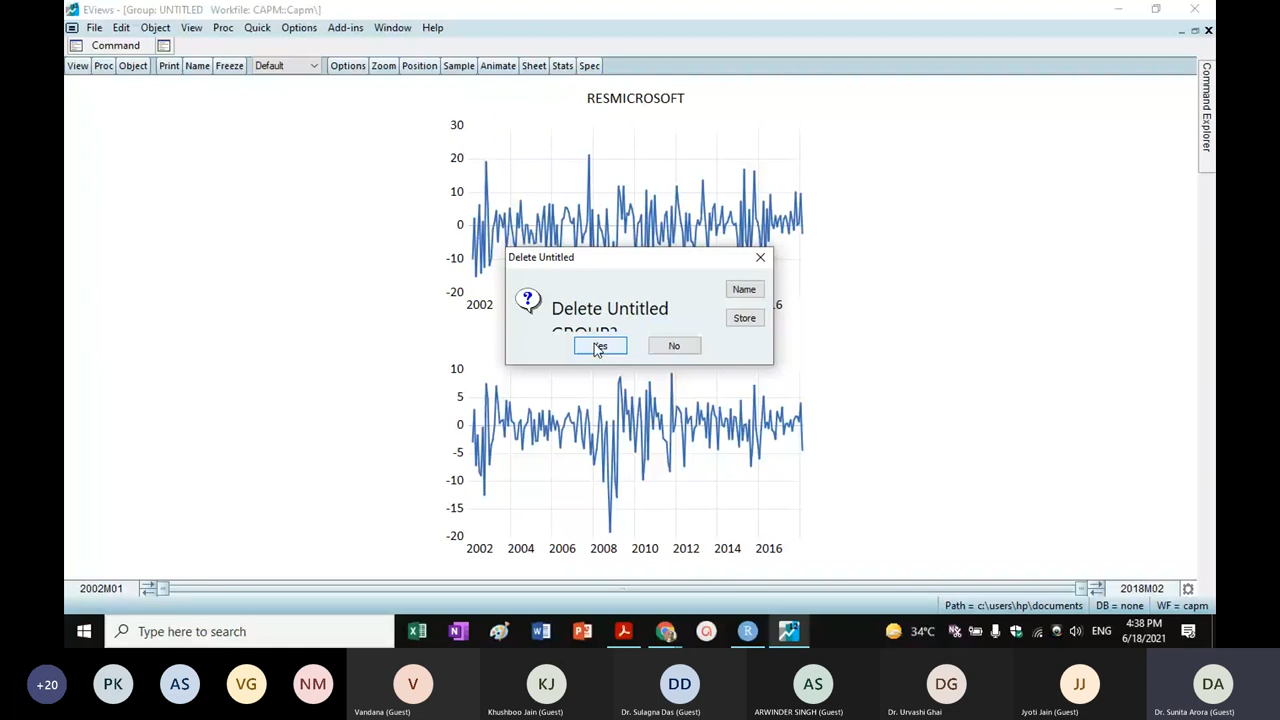 EViews - [Group: UNTITLED Workfile: CAPM::Capm\]
File Edit Object View Proc Quick Options Add-ins Window Help
Command
View Proc Object Print Name Freeze Default Options Zoom Position Sample Animate Sheet Stats Spec
Command Explorer
RESMICROSOFT
30
20
10
0
-10
-20
2002
Delete Untitled
Delete Untitled
GROUP?
Name
Store
Yes No
10
5
0
-5
-10
-15
-20
2002 2004 2006 2008 2010 2012 2014 2016
2002M01 2018M02
Path = c:\users\hp\documents DB = none WF = capm
Type here to search
34°C
ENG
4:38 PM
6/18/2021
+20 PK AS VG NM V KJ DD AS DG JJ DA
Vandana (Guest) Khushboo Jain (Guest) Dr. Sulagna Das (Guest) ARWINDER SINGH (Guest) Dr. Urvashi Ghai Jyoti Jain (Guest) Dr. Sunita Arora (Guest)